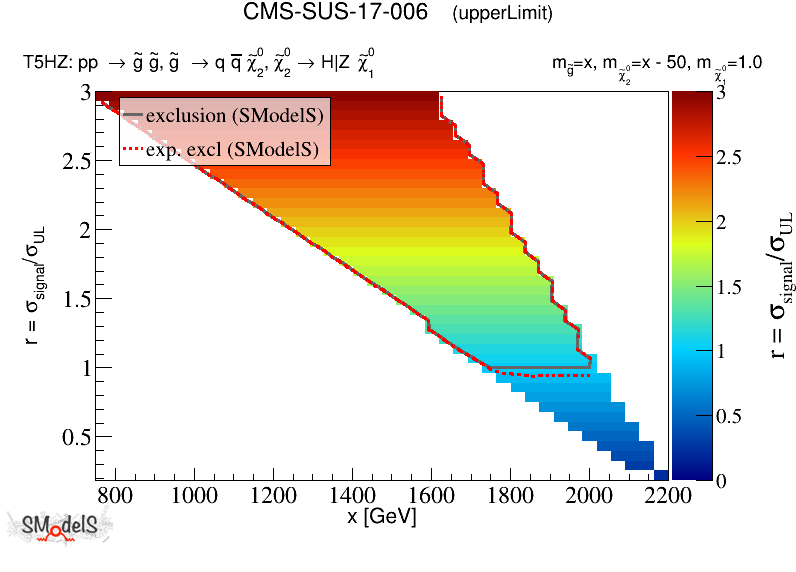 CMS-SUS-17-006 (upperLimit)
T5HZ: pp → g̃ g̃, g̃ → q q̅ χ̃⁰₂, χ̃⁰₂ → H|Z χ̃⁰₁
m_g̃=x, m_χ̃⁰₂=x - 50, m_χ̃⁰₁=1.0
exclusion (SModelS)
exp. excl (SModelS)
r = σ_signal/σ_UL
3
2.5
2
1.5
1
0.5
800 1000 1200 1400 1600 1800 2000 2200
x [GeV]
3
2.5
2
1.5
1
0.5
0
r = σ_signal/σ_UL
SModelS